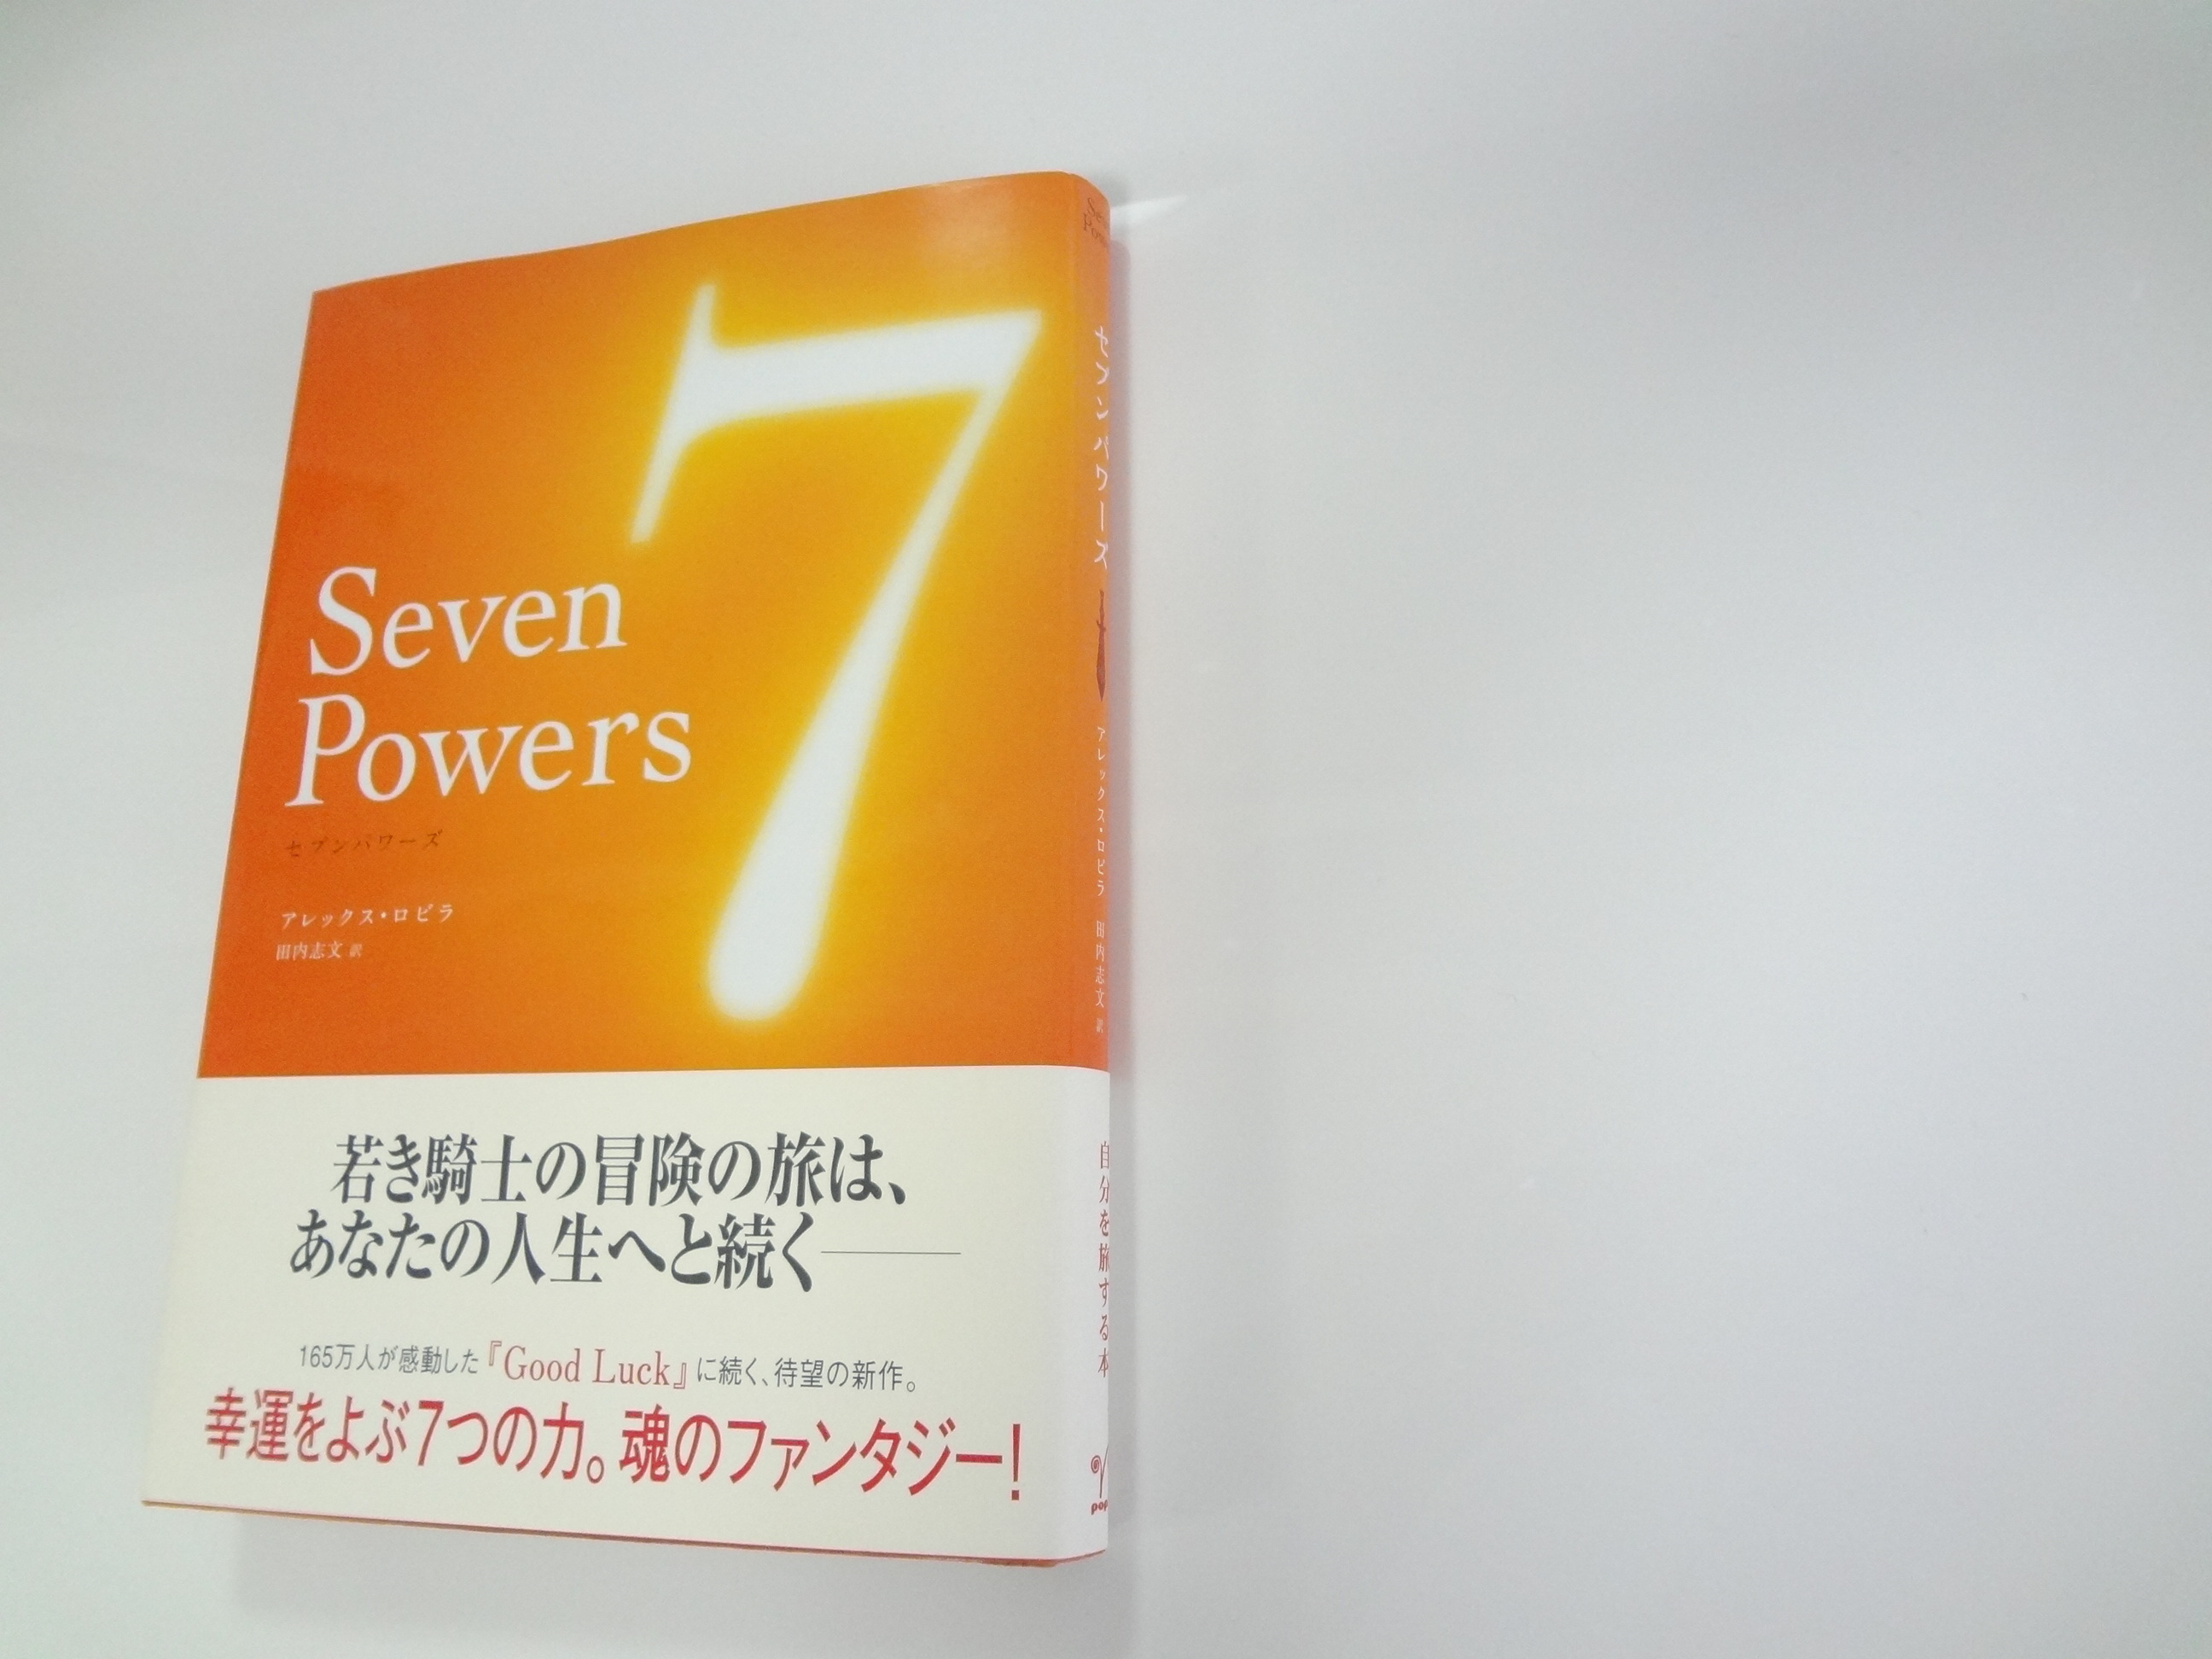 7
Seven
Powers
セブンパワーズ
アレックス・ロビラ
田内志文 訳
若き騎士の冒険の旅は、
あなたの人生へと続く――
165万人が感動した『Good Luck』に続く、待望の新作。
幸運をよぶ7つの力。魂のファンタジー!
セブンパワーズ
アレックス・ロビラ
田内志文 訳
自分を旅する本